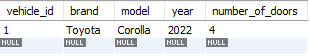 vehicle_id brand model year number_of_doors
1 Toyota Corolla 2022 4
NULL NULL NULL NULL NULL